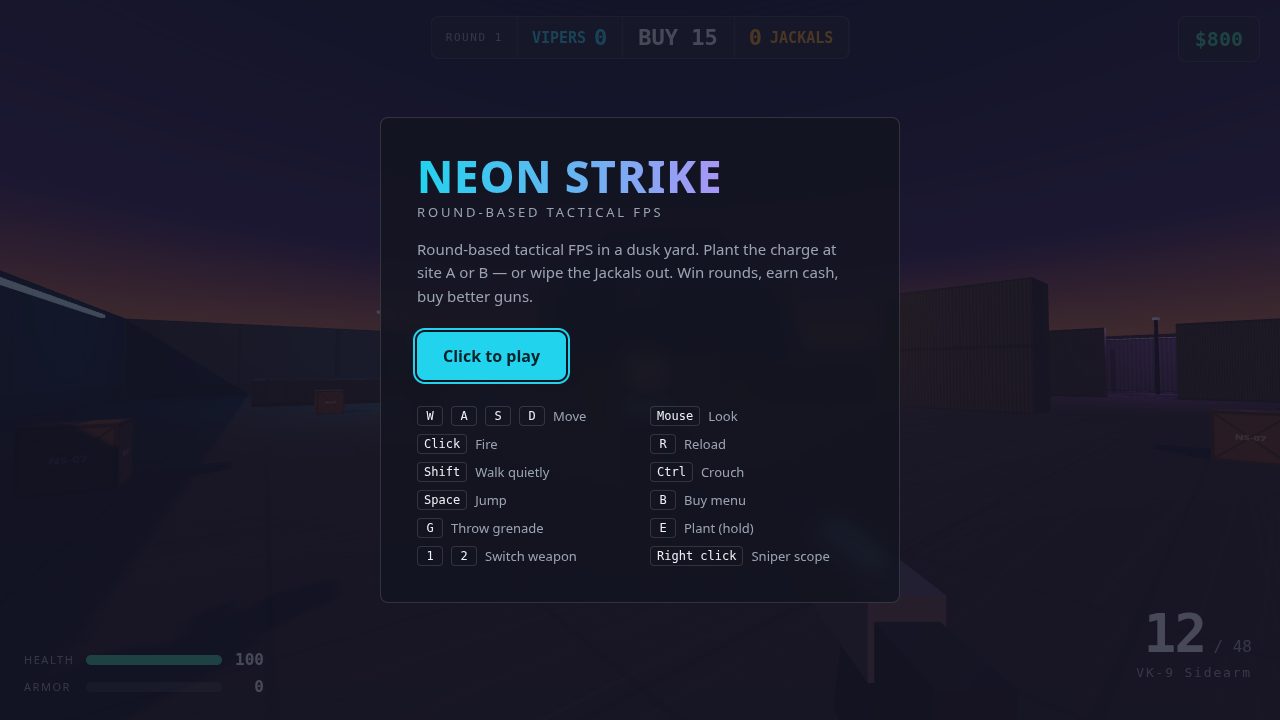 ROUND 1 VIPERS 0 BUY 15 0 JACKALS
$800
NEON STRIKE
ROUND-BASED TACTICAL FPS
Round-based tactical FPS in a dusk yard. Plant the charge at
site A or B — or wipe the Jackals out. Win rounds, earn cash,
buy better guns.
Click to play
W A S D Move
Mouse Look
Click Fire
R Reload
Shift Walk quietly
Ctrl Crouch
Space Jump
B Buy menu
G Throw grenade
E Plant (hold)
1 2 Switch weapon
Right click Sniper scope
NS-07
NS-07
HEALTH 100
ARMOR 0
12 / 48
VK-9 Sidearm